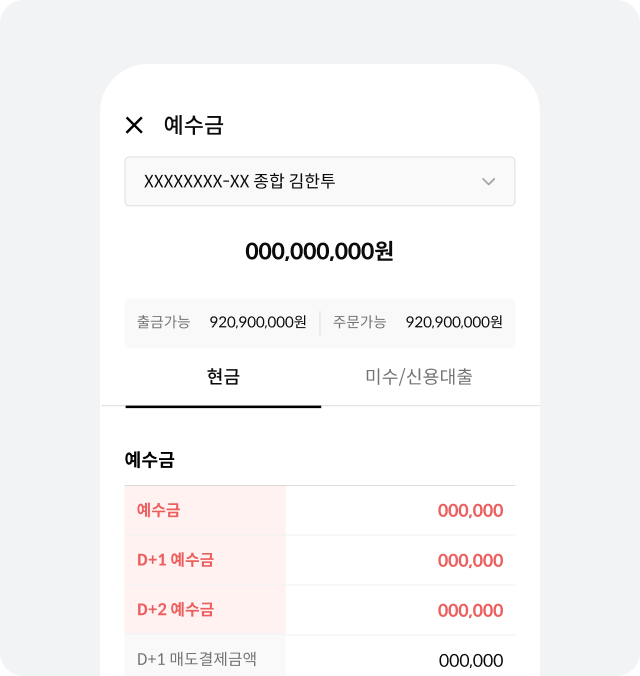 예수금
XXXXXXXX-XX 종합 김한투
000,000,000원
출금가능 920,900,000원 주문가능 920,900,000원
현금 미수/신용대출
예수금
예수금 000,000
D+1 예수금 000,000
D+2 예수금 000,000
D+1 매도결제금액 000,000